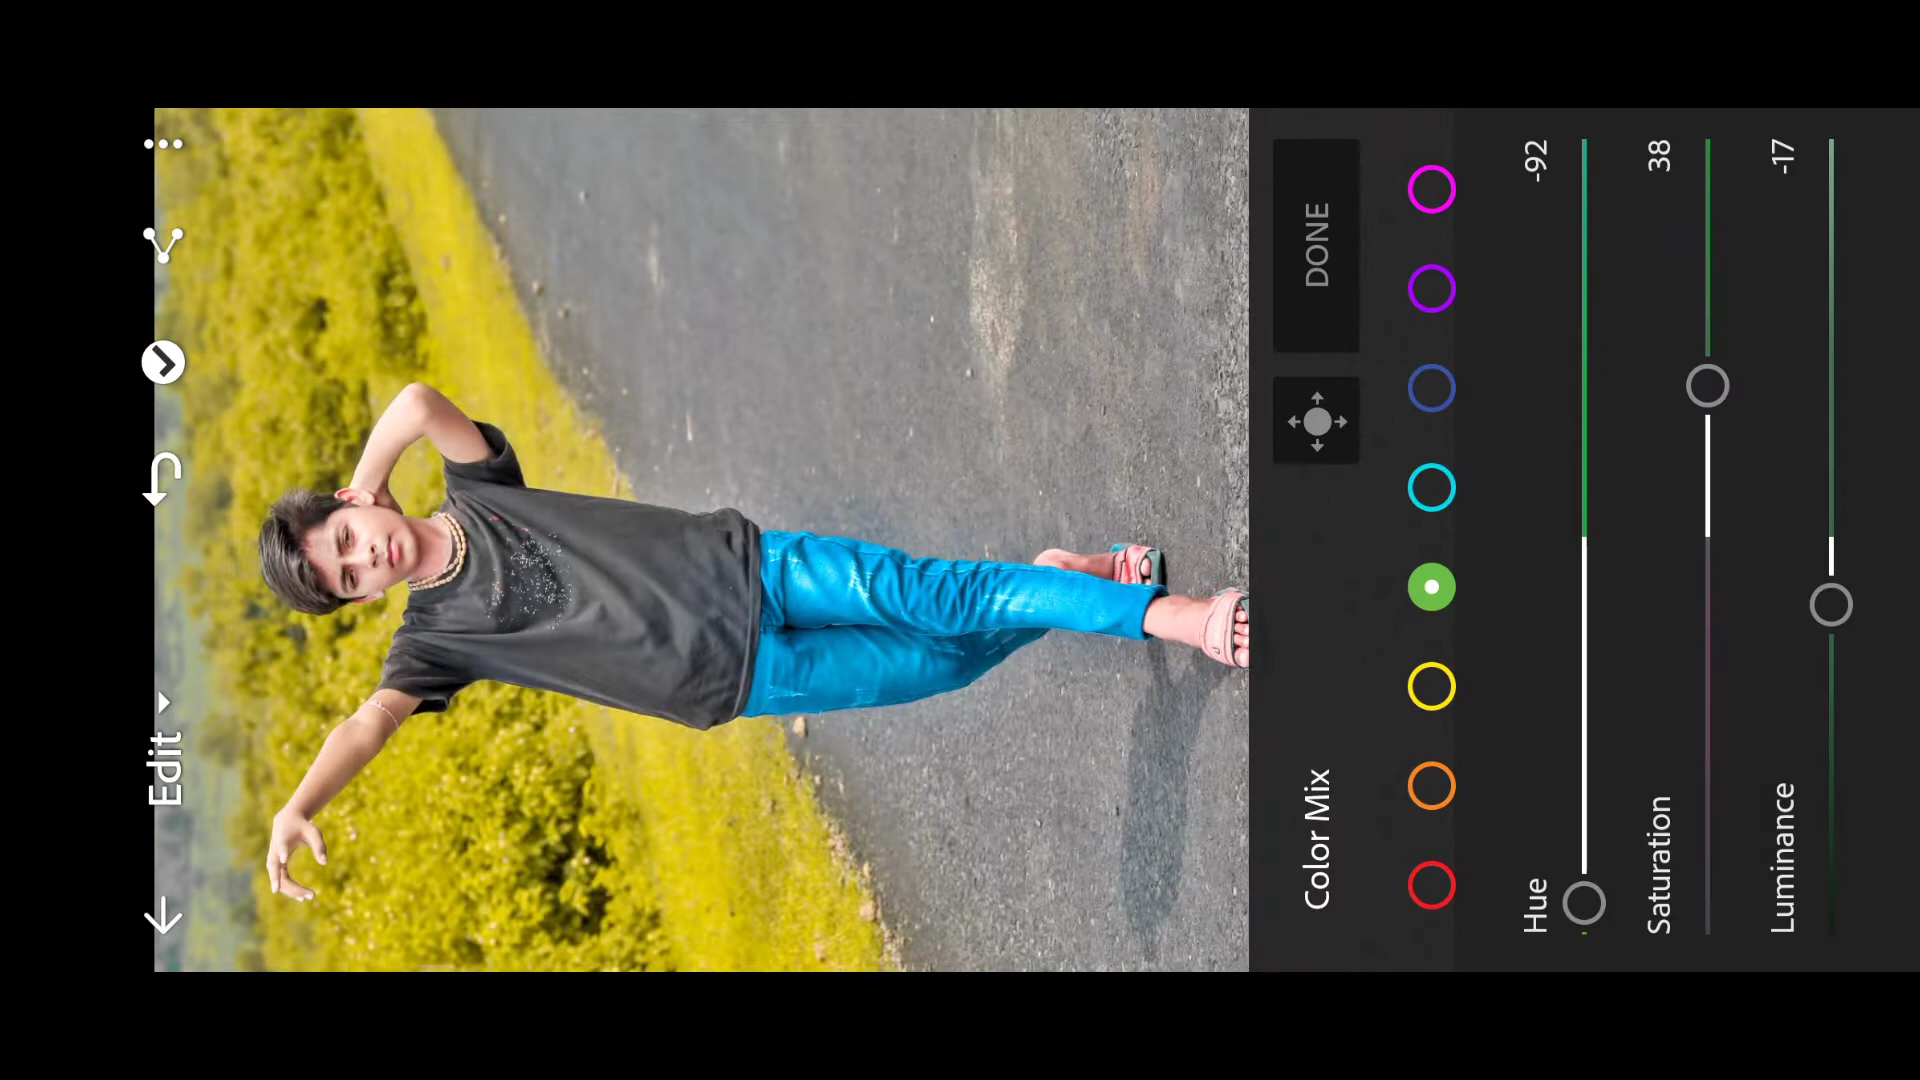 Edit
Color Mix
DONE
Hue -92
Saturation 38
Luminance -17